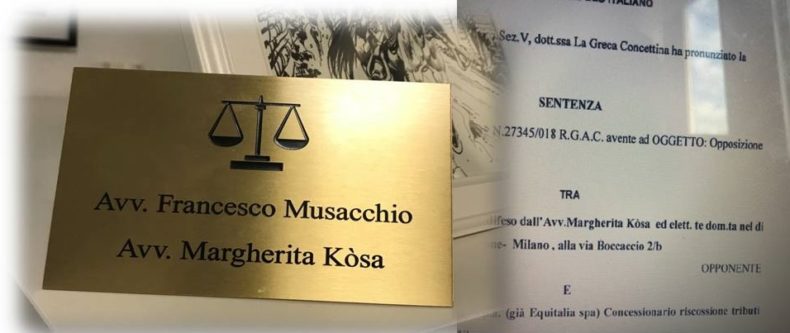 Avv. Francesco Musacchio
Avv. Margherita Kòsa
ITALIANO
Sez.V, dott.ssa La Greca Concettina ha pronunziato la
SENTENZA
N.27345/018 R.G.A.C. avente ad OGGETTO: Opposizione
TRA
difeso dall'Avv.Margherita Kòsa ed elett. te dom.ta nel di
ne- Milano , alla via Boccaccio 2/b
OPPONENTE
E
(già Equitalia spa) Concessionario riscossione tributi